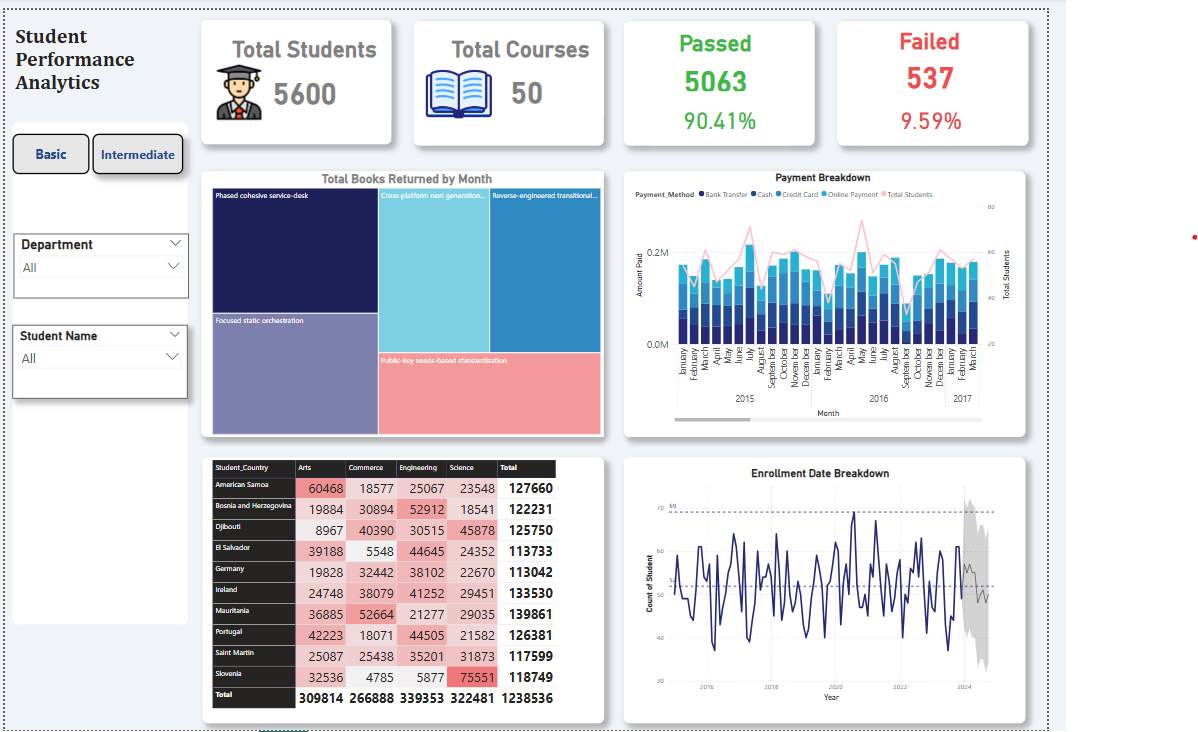 Student
Performance
Analytics
Basic
Intermediate
Department
All
Student Name
All
Total Students
5600
Total Courses
50
Passed
5063
90.41%
Failed
537
9.59%
Total Books Returned by Month
Phased cohesive service-desk
Cross-platform next generation...
Reverse-engineered transitional...
Focused static orchestration
Public-key needs-based standardization
Payment Breakdown
Payment_Method Bank Transfer Cash Credit Card Online Payment Total Students
Amount Paid
0.2M
0.0M
80
60
40
20
Total Students
January February March April May June July August September October November December January February March April May June July August September October November December January February March
2015 2016 2017
Month
Student_Country Arts Commerce Engineering Science Total
American Samoa 60468 18577 25067 23548 127660
Bosnia and Herzegovina 19884 30894 52912 18541 122231
Djibouti 8967 40390 30515 45878 125750
El Salvador 39188 5548 44645 24352 113733
Germany 19828 32442 38102 22670 113042
Ireland 24748 38079 41252 29451 133530
Mauritania 36885 52664 21277 29035 139861
Portugal 42223 18071 44505 21582 126381
Saint Martin 25087 25438 35201 31873 117599
Slovenia 32536 4785 5877 75551 118749
Total 309814 266888 339353 322481 1238536
Enrollment Date Breakdown
Count of Student
70
69
60
50
40
30
2016 2018 2020 2022 2024
Year